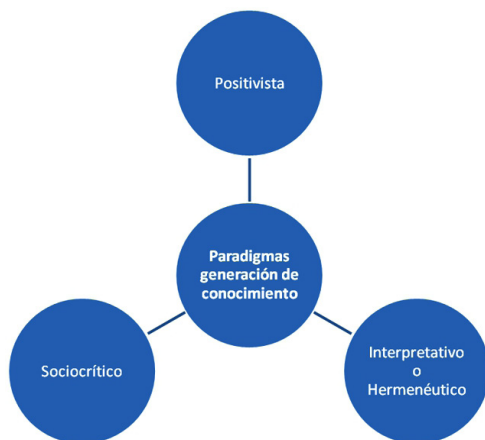 Positivista
Paradigmas
generación de
conocimiento
Sociocrítico
Interpretativo
o
Hermenéutico